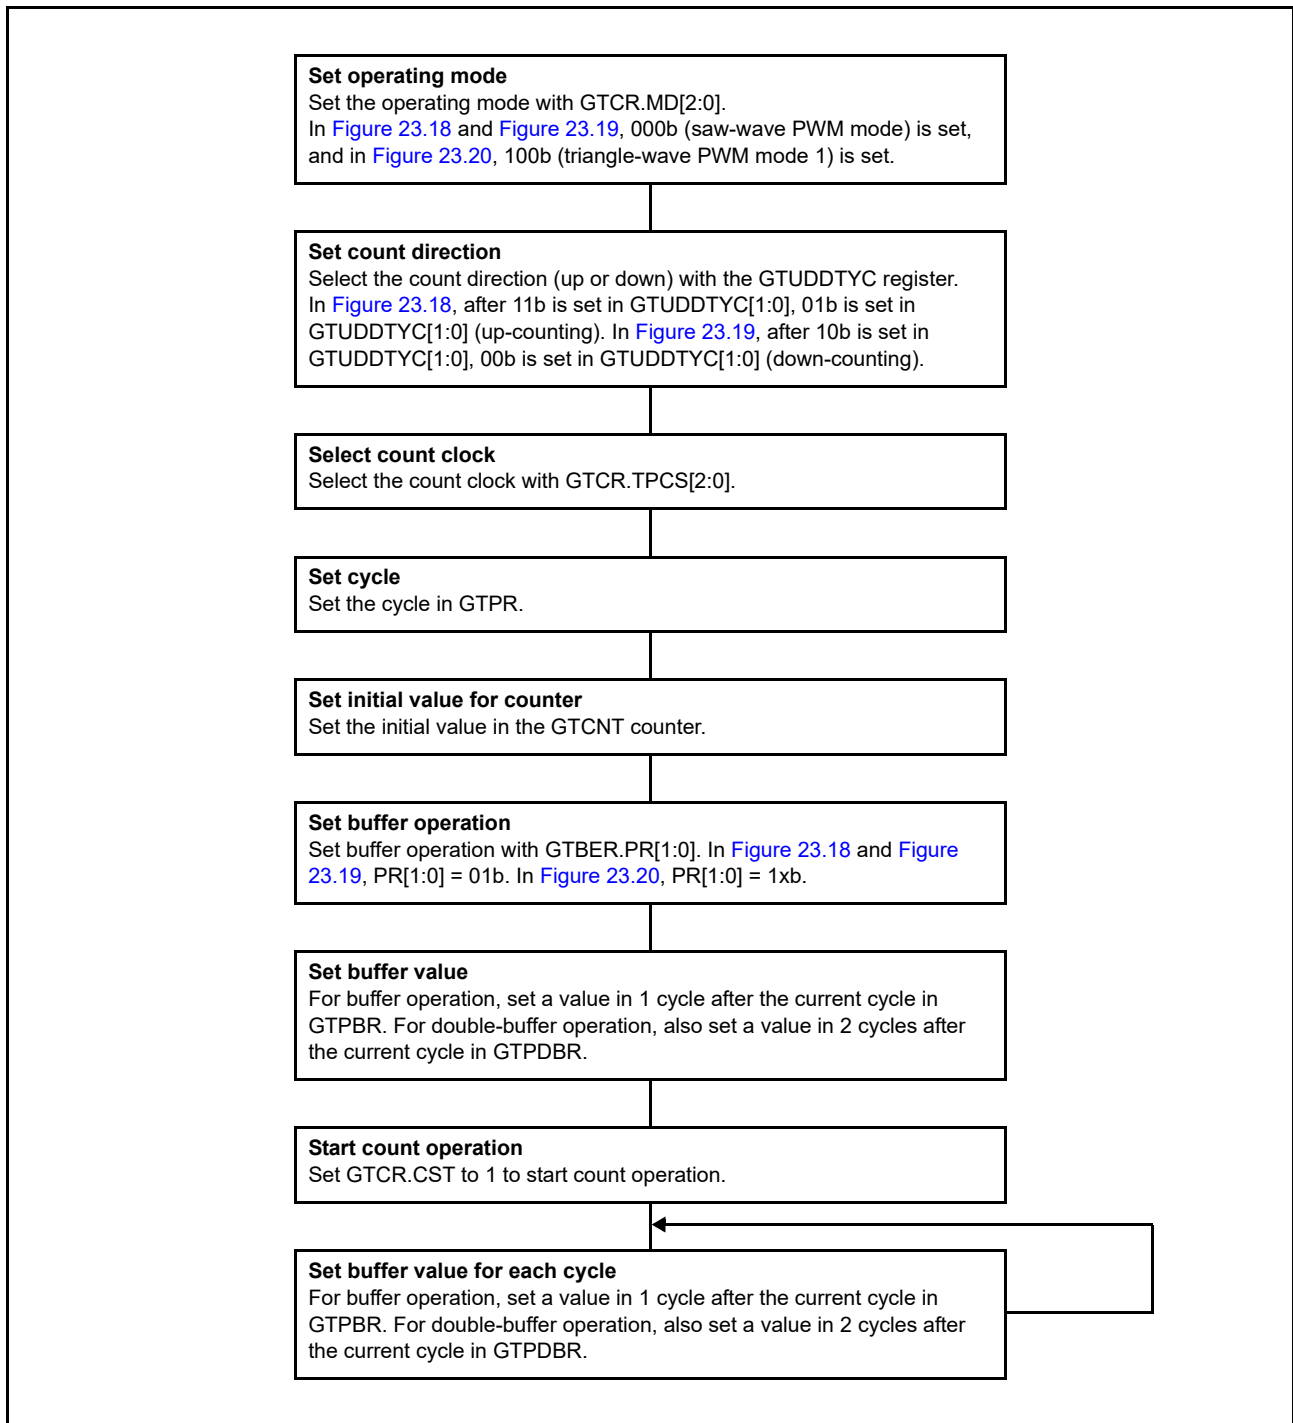 Set operating mode
Set the operating mode with GTCR.MD[2:0].
In Figure 23.18 and Figure 23.19, 000b (saw-wave PWM mode) is set,
and in Figure 23.20, 100b (triangle-wave PWM mode 1) is set.
Set count direction
Select the count direction (up or down) with the GTUDDTYC register.
In Figure 23.18, after 11b is set in GTUDDTYC[1:0], 01b is set in
GTUDDTYC[1:0] (up-counting). In Figure 23.19, after 10b is set in
GTUDDTYC[1:0], 00b is set in GTUDDTYC[1:0] (down-counting).
Select count clock
Select the count clock with GTCR.TPCS[2:0].
Set cycle
Set the cycle in GTPR.
Set initial value for counter
Set the initial value in the GTCNT counter.
Set buffer operation
Set buffer operation with GTBER.PR[1:0]. In Figure 23.18 and Figure
23.19, PR[1:0] = 01b. In Figure 23.20, PR[1:0] = 1xb.
Set buffer value
For buffer operation, set a value in 1 cycle after the current cycle in
GTPBR. For double-buffer operation, also set a value in 2 cycles after
the current cycle in GTPDBR.
Start count operation
Set GTCR.CST to 1 to start count operation.
Set buffer value for each cycle
For buffer operation, set a value in 1 cycle after the current cycle in
GTPBR. For double-buffer operation, also set a value in 2 cycles after
the current cycle in GTPDBR.